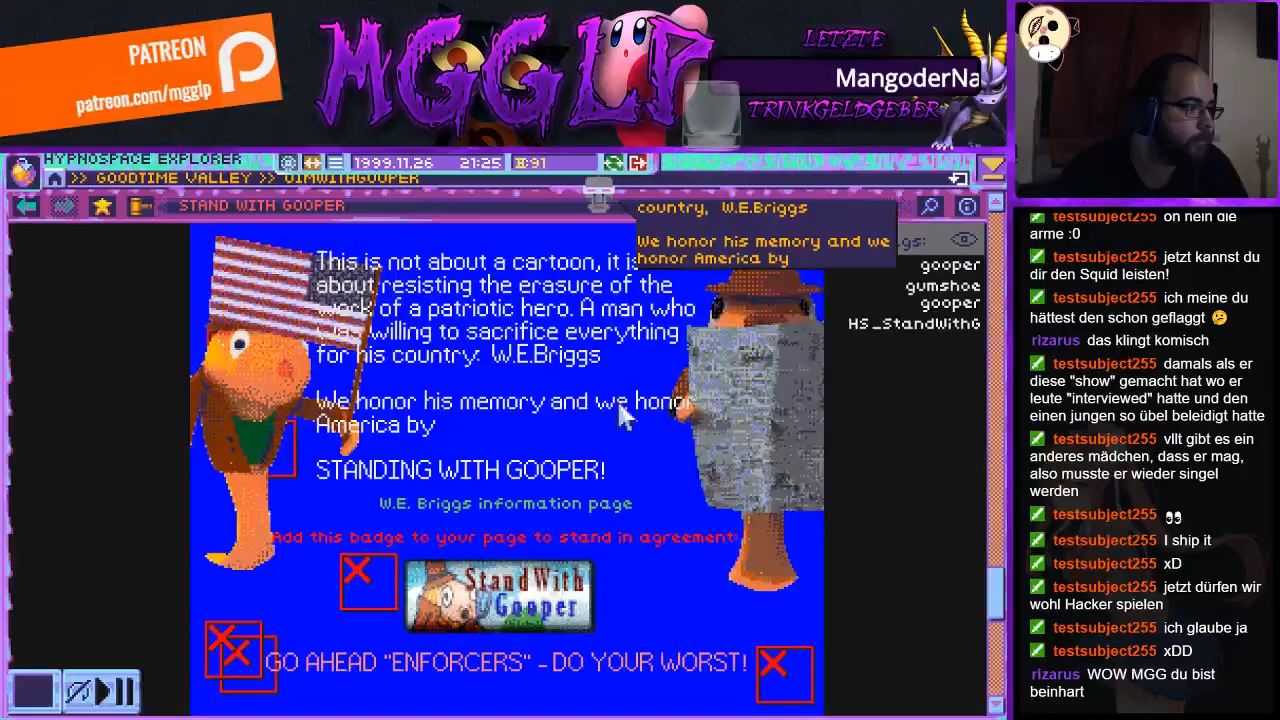 PATREON
patreon.com/mgglp
MGGLP
LETZTE
MangoderNa
TRINKGELDGEBER
HYPNOSPACE EXPLORER
1999.11.26
21:25
:91
>> GOODTIME VALLEY >> JIMWITHGOOPER
STAND WITH GOOPER
country, W.E.Briggs
We honor his memory and we
honor America by
gs:
gooper
gumshoe
gooper
HS_StandWithG
This is not about a cartoon, it is
about resisting the erasure of the
work of a patriotic hero. A man who
was willing to sacrifice everything
for his country: W.E.Briggs
We honor his memory and we honor
America by
STANDING WITH GOOPER!
W.E. Briggs information page
Add this badge to your page to stand in agreement:
Stand With
Gooper
GO AHEAD "ENFORCERS" - DO YOUR WORST!
testsubject255 oh nein die
arme :0
testsubject255 jetzt kannst du
dir den Squid leisten!
testsubject255 ich meine du
hättest den schon geflaggt
rizarus das klingt komisch
testsubject255 damals als er
diese "show" gemacht hat wo er
leute "interviewed" hatte und den
einen jungen so übel beleidigt hatte
testsubject255 vllt gibt es ein
anderes mädchen, dass er mag,
also musste er wieder singel
werden
testsubject255
testsubject255 I ship it
testsubject255 xD
testsubject255 jetzt dürfen wir
wohl Hacker spielen
testsubject255 ich glaube ja
testsubject255 xDD
rizarus WOW MGG du bist
beinhart